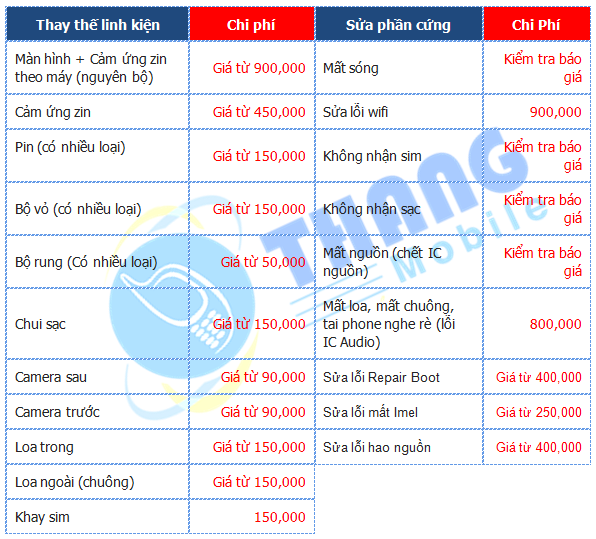 Thay thế linh kiện Chi phí Sửa phần cứng Chi Phí
Màn hình + Cảm ứng zin
theo máy (nguyên bộ)
Giá từ 900,000
Mất sóng
Kiểm tra báo
giá
Cảm ứng zin Giá từ 450,000 Sửa lỗi wifi 900,000
Pin (có nhiều loại)
Giá từ 150,000
Không nhận sim
Kiểm tra báo
giá
Bộ vỏ (có nhiều loại)
Giá từ 150,000
Không nhận sạc
Kiểm tra báo
giá
Bộ rung (Có nhiều loại)
Giá từ 50,000
Mất nguồn (chết IC
nguồn)
Kiểm tra báo
giá
Chui sạc
Giá từ 150,000
Mất loa, mất chuông,
tai phone nghe rè (lỗi
IC Audio)
800,000
Camera sau Giá từ 90,000 Sửa lỗi Repair Boot Giá từ 400,000
Camera trước Giá từ 90,000 Sửa lỗi mất Imel Giá từ 250,000
Loa trong Giá từ 150,000 Sửa lỗi hao nguồn Giá từ 400,000
Loa ngoài (chuông) Giá từ 150,000
Khay sim 150,000
THANG
Mobile